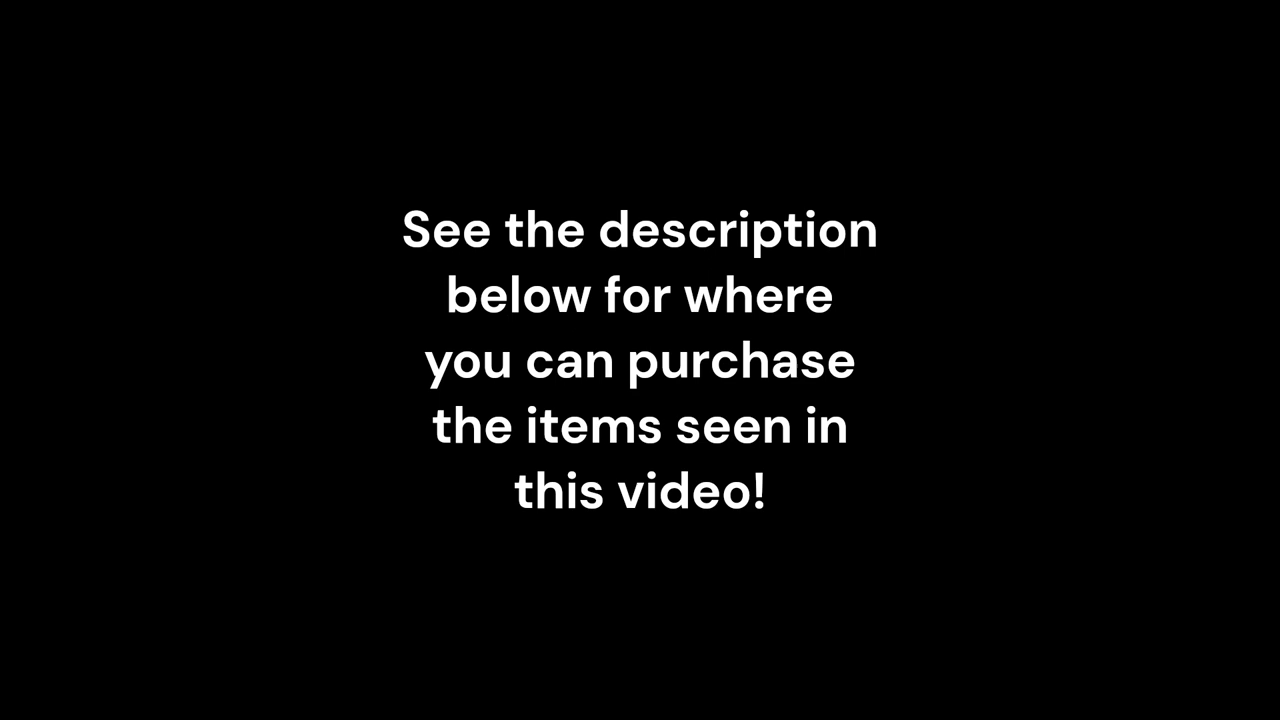 See the description
below for where
you can purchase
the items seen in
this video!